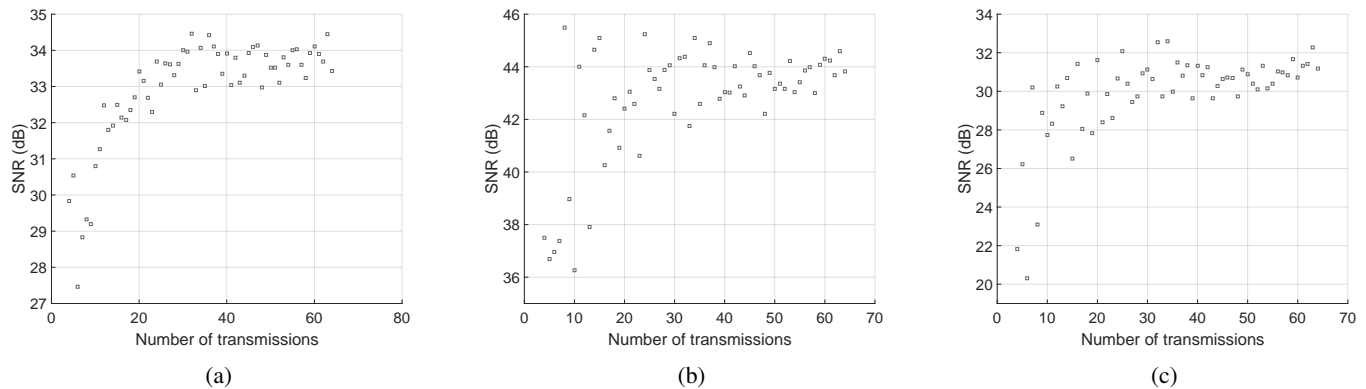 35
34
33
32
31
30
29
28
27
SNR (dB)
0 20 40 60 80
Number of transmissions
(a)
46
44
42
40
38
36
SNR (dB)
0 10 20 30 40 50 60 70
Number of transmissions
(b)
34
32
30
28
26
24
22
20
SNR (dB)
0 10 20 30 40 50 60 70
Number of transmissions
(c)